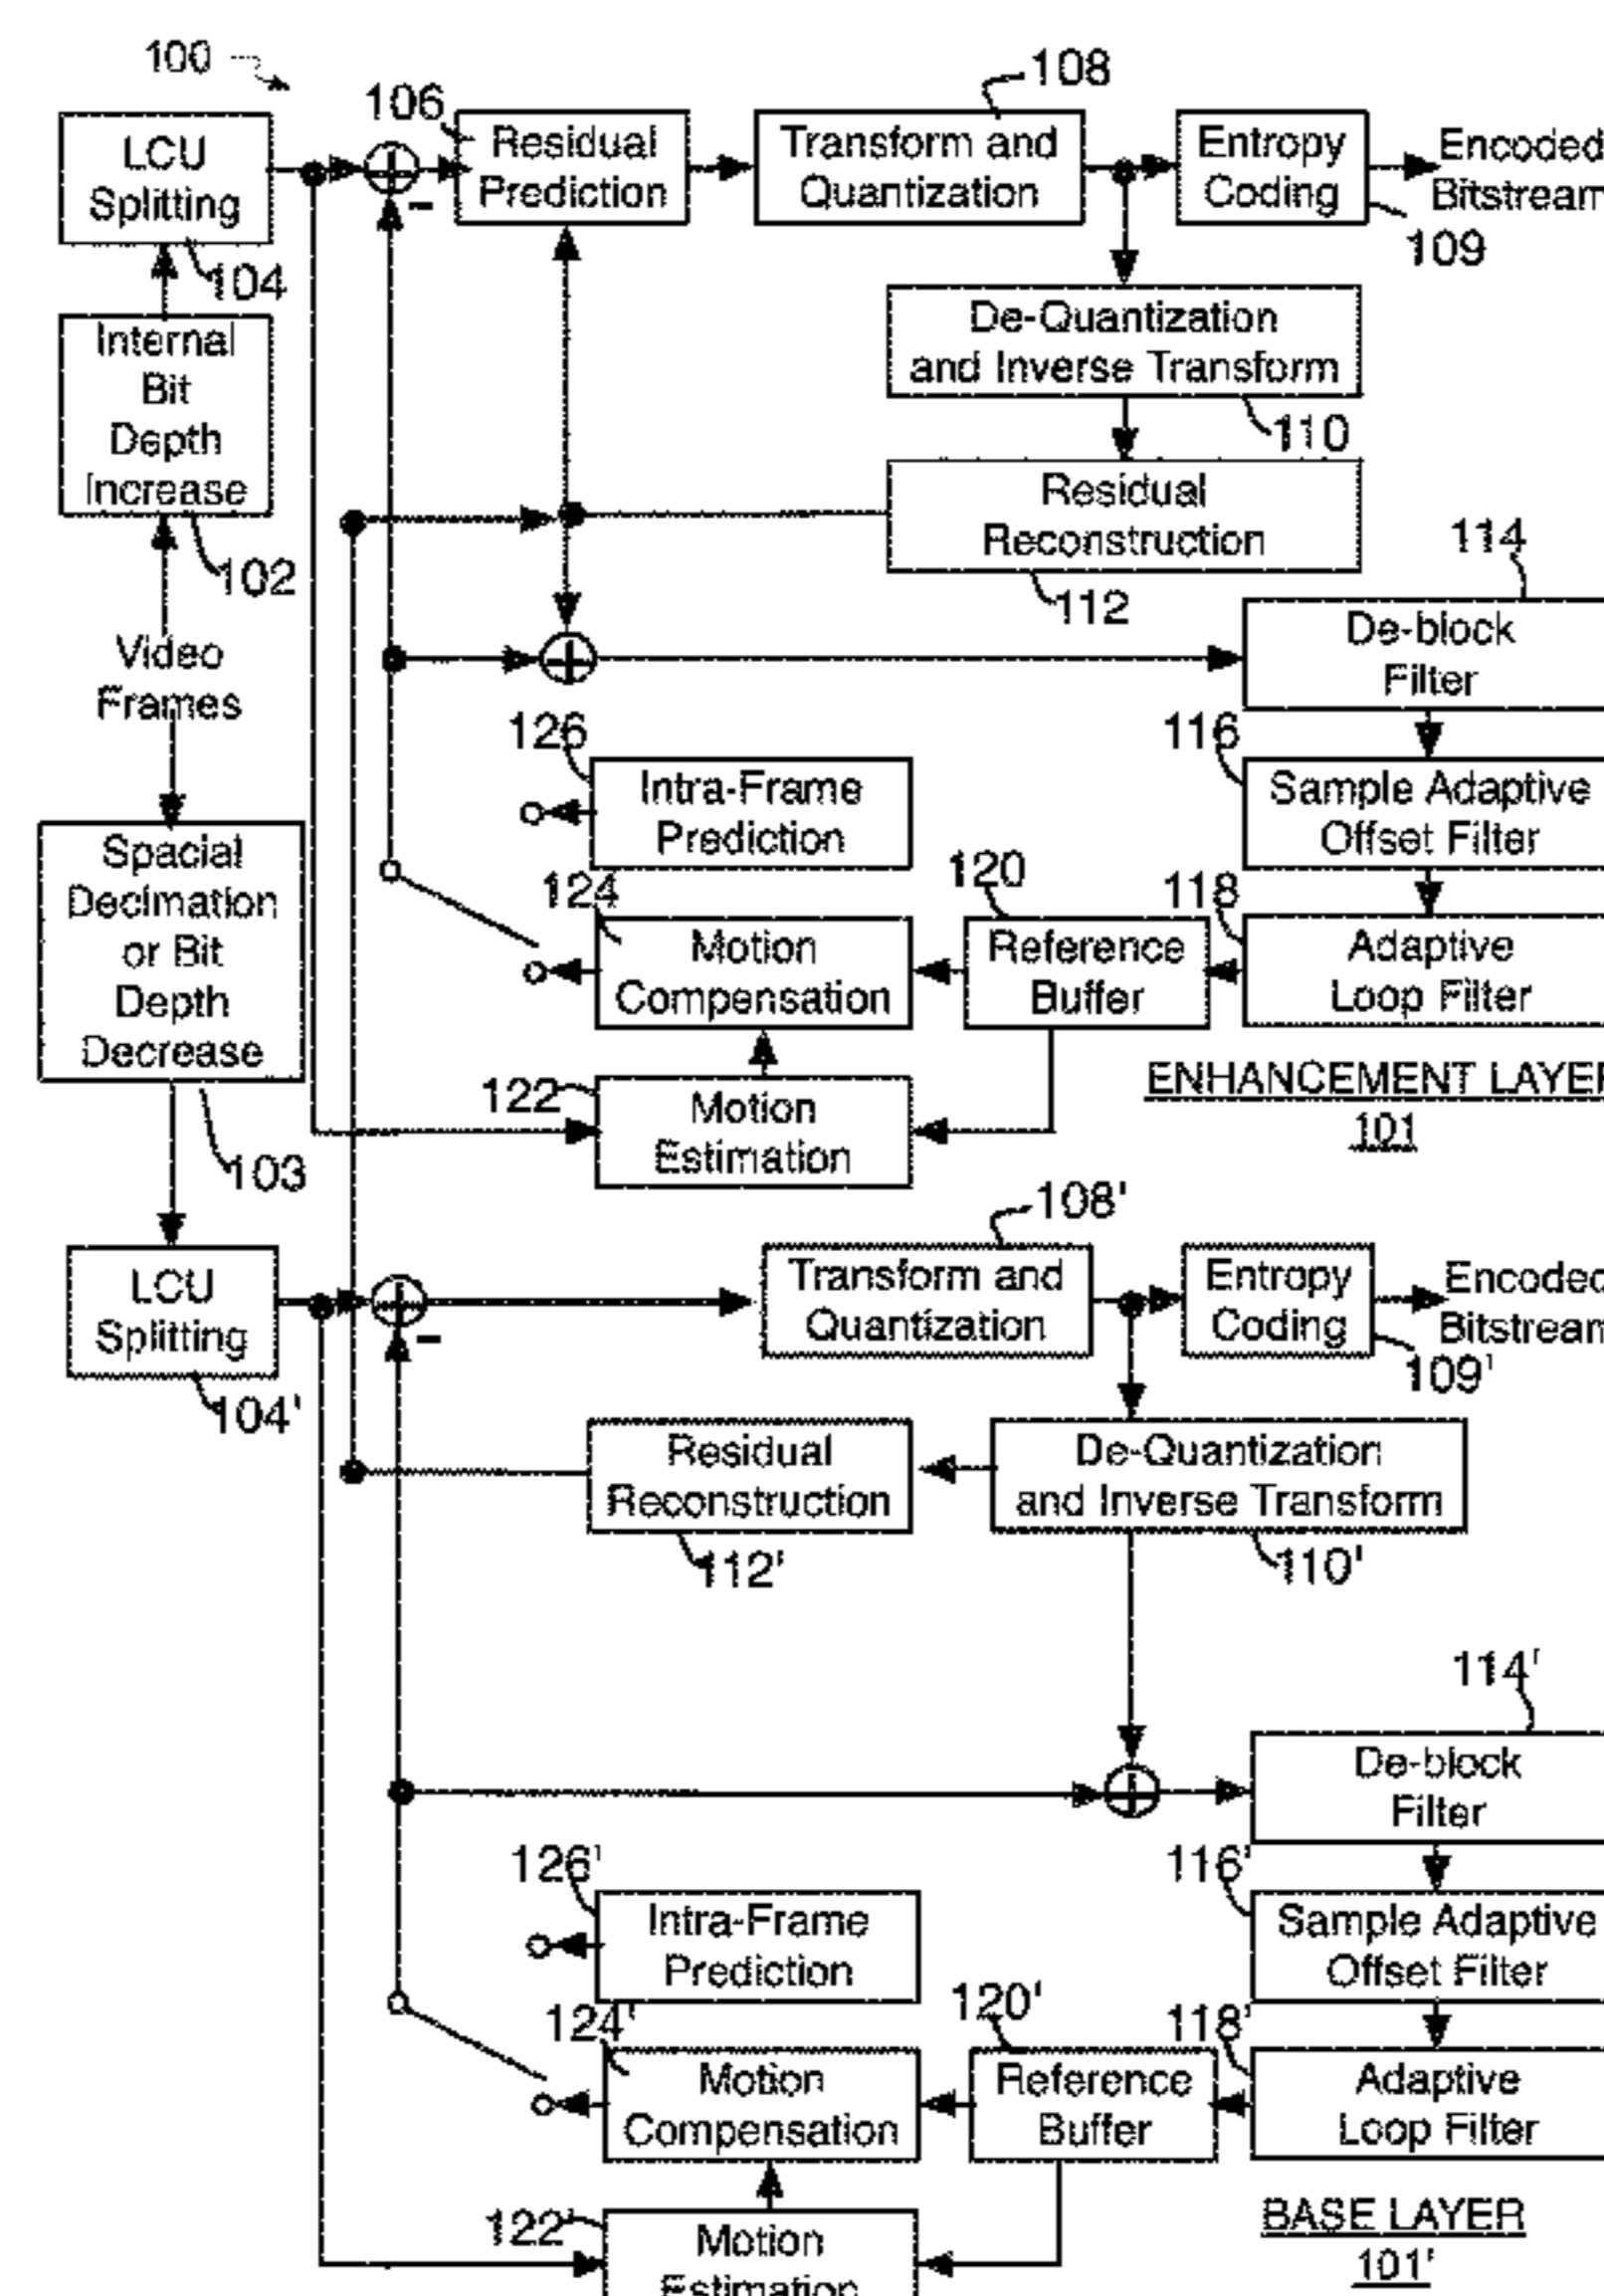 100
106
108
LCU
Splitting
Residual
Prediction
Transform and
Quantization
Entropy
Coding
Encoded
Bitstream
104
109
Internal
Bit
Depth
Increase
De-Quantization
and Inverse Transform
110
Residual
Reconstruction
102
112
114
Video
Frames
De-block
Filter
126
116
Intra-Frame
Prediction
Sample Adaptive
Offset Filter
Spacial
Decimation
or Bit
Depth
Decrease
124
120
118
Motion
Compensation
Reference
Buffer
Adaptive
Loop Filter
122
Motion
Estimation
ENHANCEMENT LAYER
101
103
108'
LCU
Splitting
Transform and
Quantization
Entropy
Coding
Encoded
Bitstream
104'
109'
Residual
Reconstruction
De-Quantization
and Inverse Transform
112'
110'
114'
De-block
Filter
126'
116'
Intra-Frame
Prediction
Sample Adaptive
Offset Filter
124'
120'
118'
Motion
Compensation
Reference
Buffer
Adaptive
Loop Filter
122'
Motion
Estimation
BASE LAYER
101'